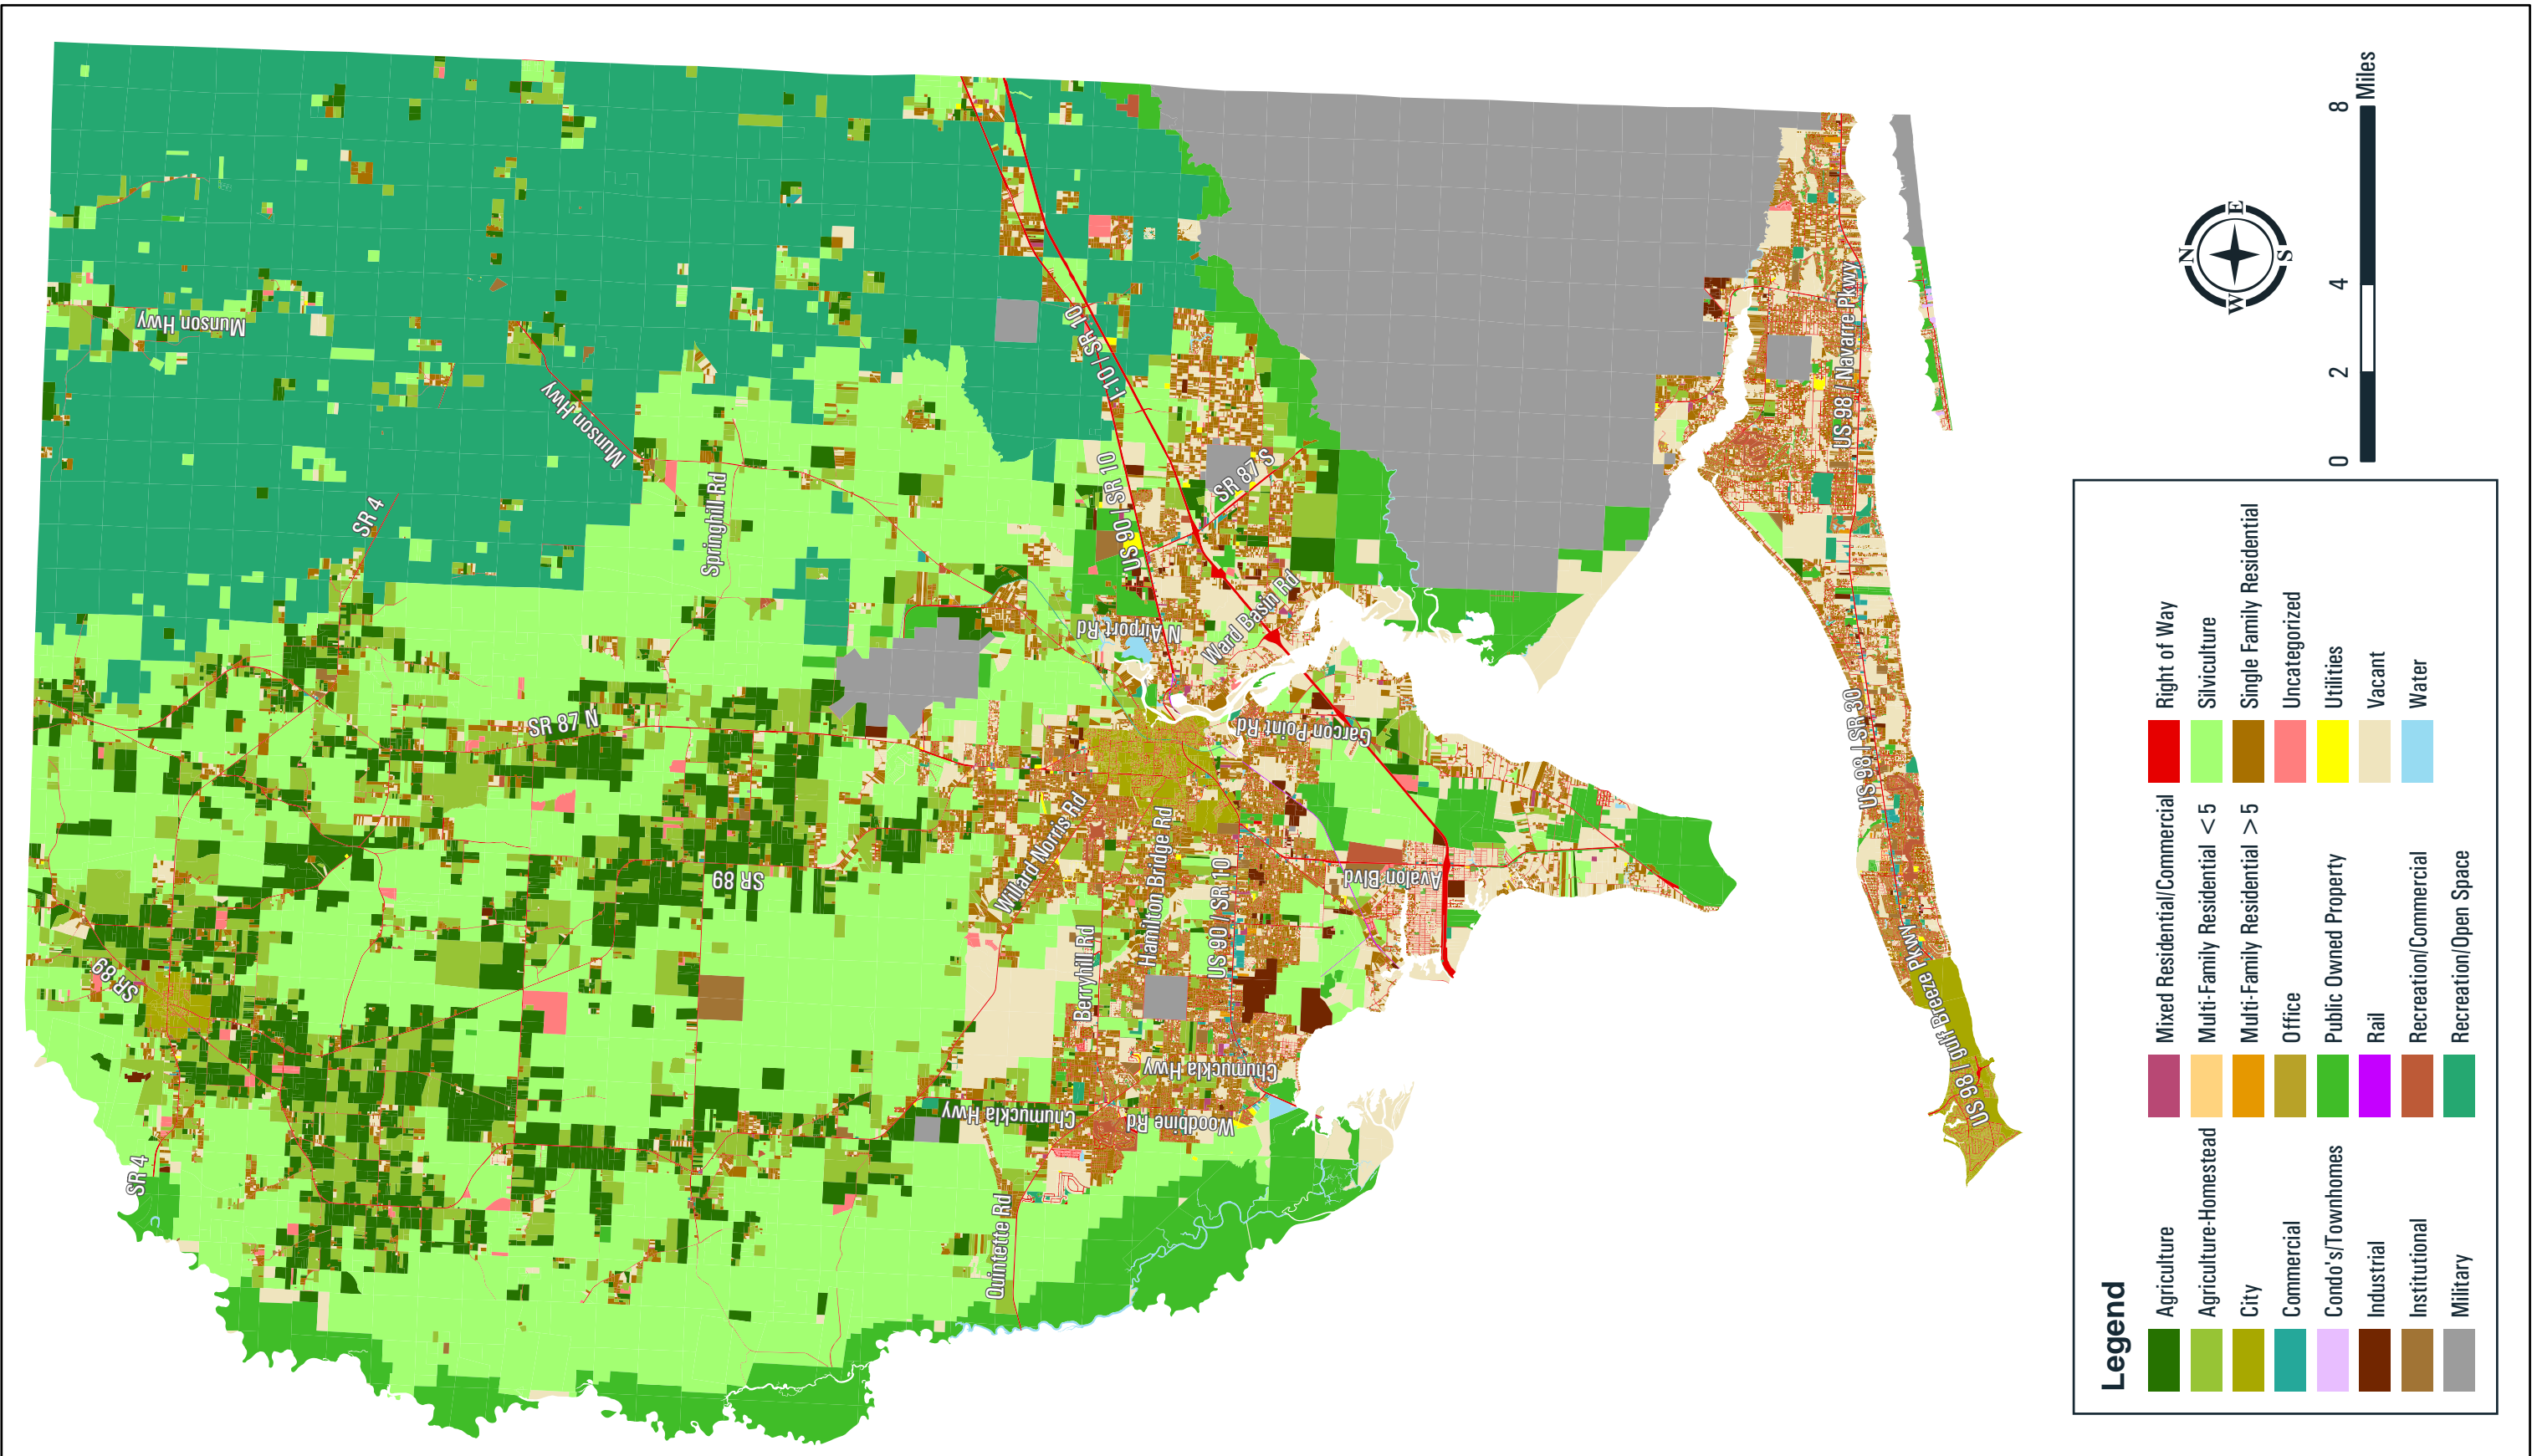 Munson Hwy
Munson Hwy
SR 4
Springhill Rd
SR 87 N
SR 89
SR 89
SR 4
I-10 / SR 10
US 90 / SR 10
SR 87 S
N Airport Rd
Ward Basin Rd
Garcon Point Rd
Willard Norris Rd
Hamilton Bridge Rd
Avalon Blvd
US 90 / SR 10
Berryhill Rd
Chumuckla Hwy
Chumuckla Hwy
Woodbine Rd
Quintette Rd
US 98 / Navarre Pkwy
US 98 / SR 30
US 98 / gulf Breeze Pkwy
N
E
S
W
0 2 4 8 Miles
Legend
Agriculture
Agriculture-Homestead
City
Commercial
Condo's/Townhomes
Industrial
Institutional
Military
Mixed Residential/Commercial
Multi-Family Residential < 5
Multi-Family Residential > 5
Office
Public Owned Property
Rail
Recreation/Commercial
Recreation/Open Space
Right of Way
Silviculture
Single Family Residential
Uncategorized
Utilities
Vacant
Water